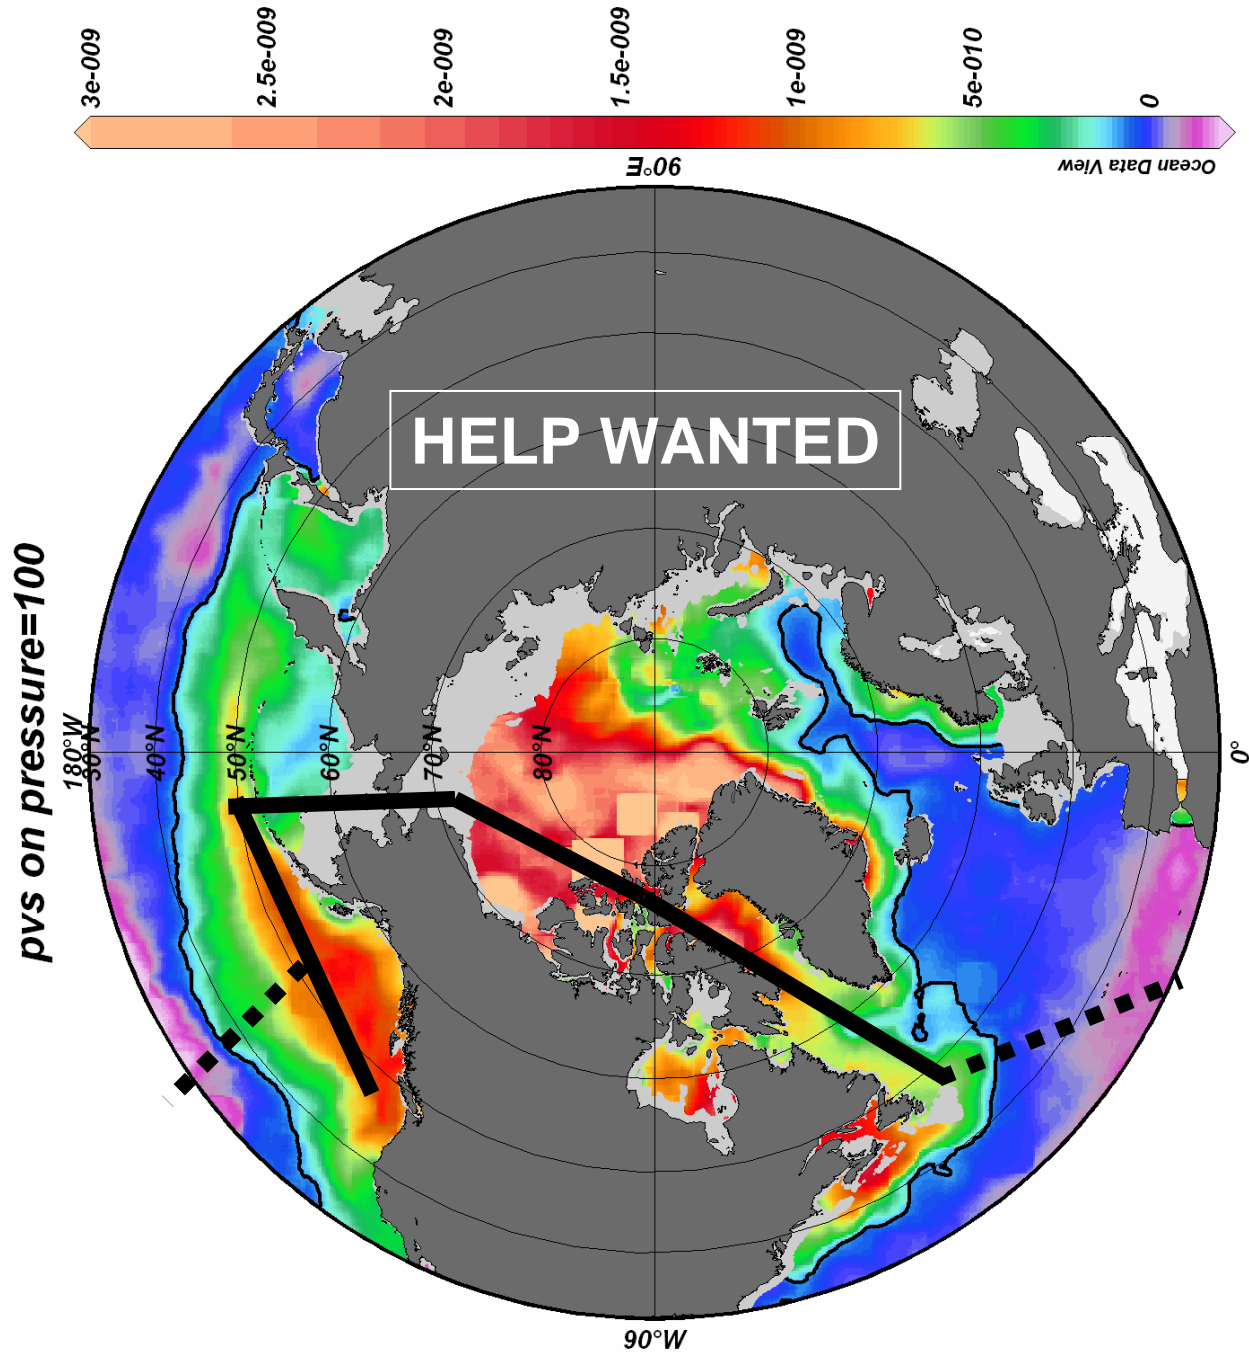 3e-009
2.5e-009
2e-009
1.5e-009
1e-009
5e-010
0
Ocean Data View
90°E
HELP WANTED
pvs on pressure=100
180°W
30°N
40°N
50°N
60°N
70°N
80°N
0°
90°W